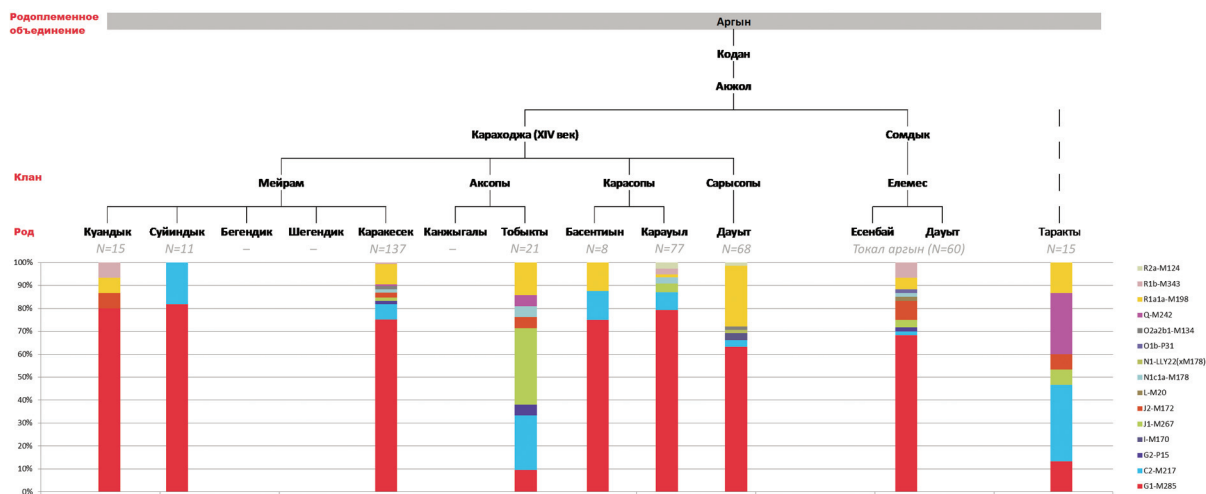 Родоплеменное
объединение
Аргын
Кодан
Акжол
Караходжа (XIV век)
Сомдык
Клан
Мейрам
Аксопы
Карасопы
Сарысопы
Елемес
Род
Куандык
Суйиндык
Бегендик
Шегендик
Каракесек
Канжыгалы
Тобыкты
Басентиын
Карауыл
Дауыт
Есенбай
Дауыт
Таракты
N=15
N=11
–
–
N=137
–
N=21
N=8
N=77
N=68
Токал аргын (N=60)
N=15
100%
90%
80%
70%
60%
50%
40%
30%
20%
10%
0%
R2a-M124
R1b-M343
R1a1a-M198
Q-M242
O2a2b1-M134
O1b-P31
N1-LLY22(xM178)
N1c1a-M178
L-M20
J2-M172
J1-M267
I-M170
G2-P15
C2-M217
G1-M285